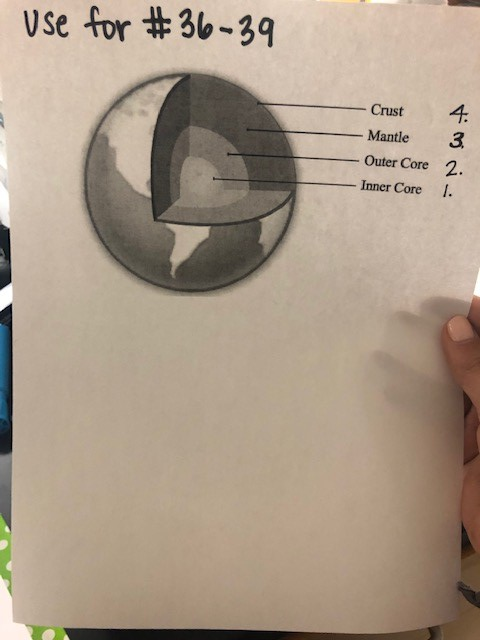 Use for #36-39
Crust 4.
Mantle 3.
Outer Core 2.
Inner Core 1.